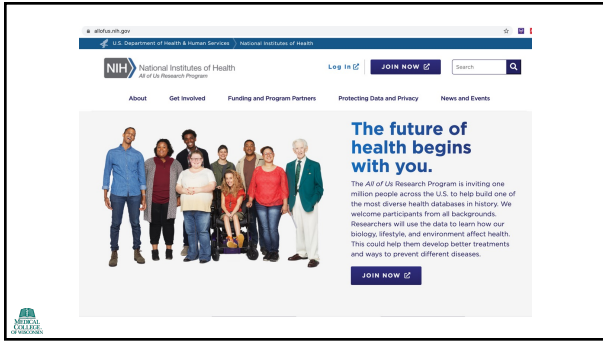 allofus.nih.gov
U.S. Department of Health & Human Services
National Institutes of Health
NIH
National Institutes of Health
All of Us Research Program
Log In
JOIN NOW
Search
About
Get Involved
Funding and Program Partners
Protecting Data and Privacy
News and Events
The future of
health begins
with you.
The All of Us Research Program is inviting one
million people across the U.S. to help build one of
the most diverse health databases in history. We
welcome participants from all backgrounds.
Researchers will use the data to learn how our
biology, lifestyle, and environment affect health.
This could help them develop better treatments
and ways to prevent different diseases.
JOIN NOW
MEDICAL
COLLEGE
OF WISCONSIN